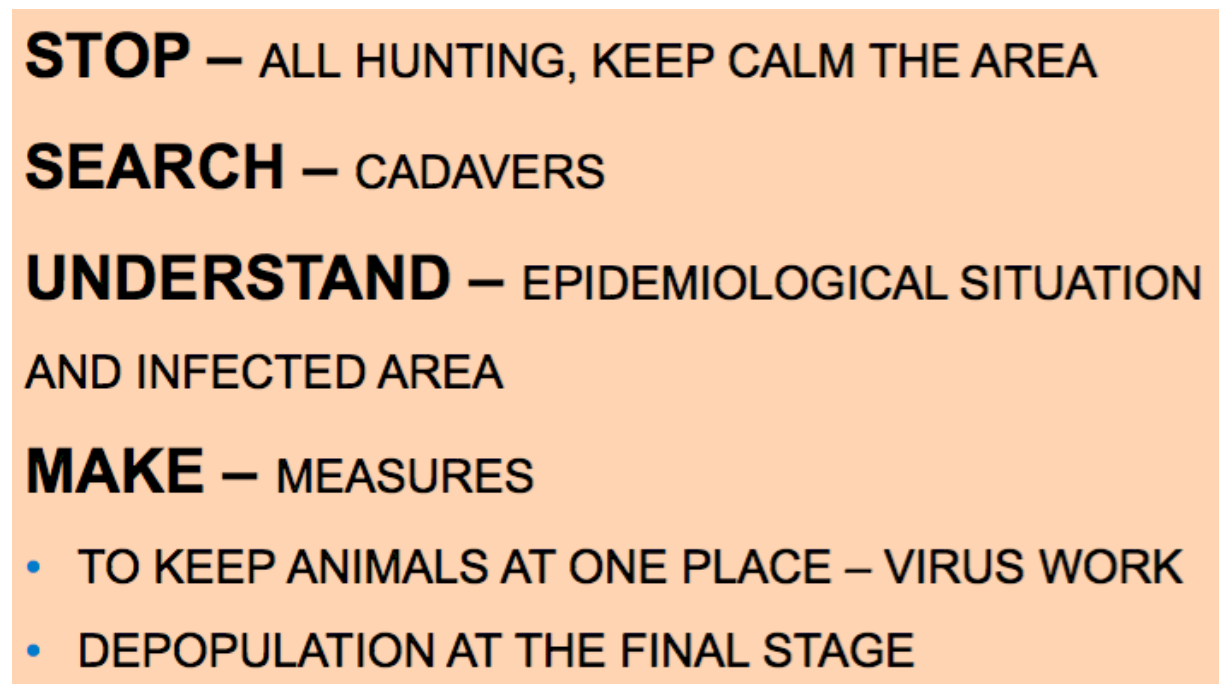 STOP – ALL HUNTING, KEEP CALM THE AREA
SEARCH – CADAVERS
UNDERSTAND – EPIDEMIOLOGICAL SITUATION
AND INFECTED AREA
MAKE – MEASURES
• TO KEEP ANIMALS AT ONE PLACE – VIRUS WORK
• DEPOPULATION AT THE FINAL STAGE